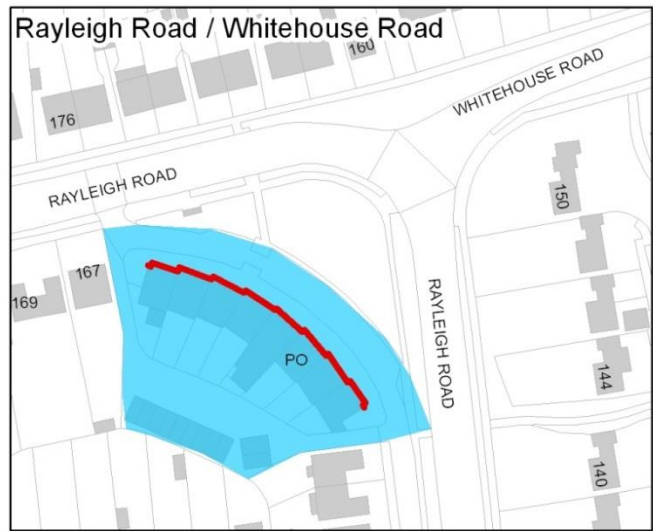 Rayleigh Road / Whitehouse Road
160
WHITEHOUSE ROAD
176
RAYLEIGH ROAD
150
167
169
RAYLEIGH ROAD
PO
144
140